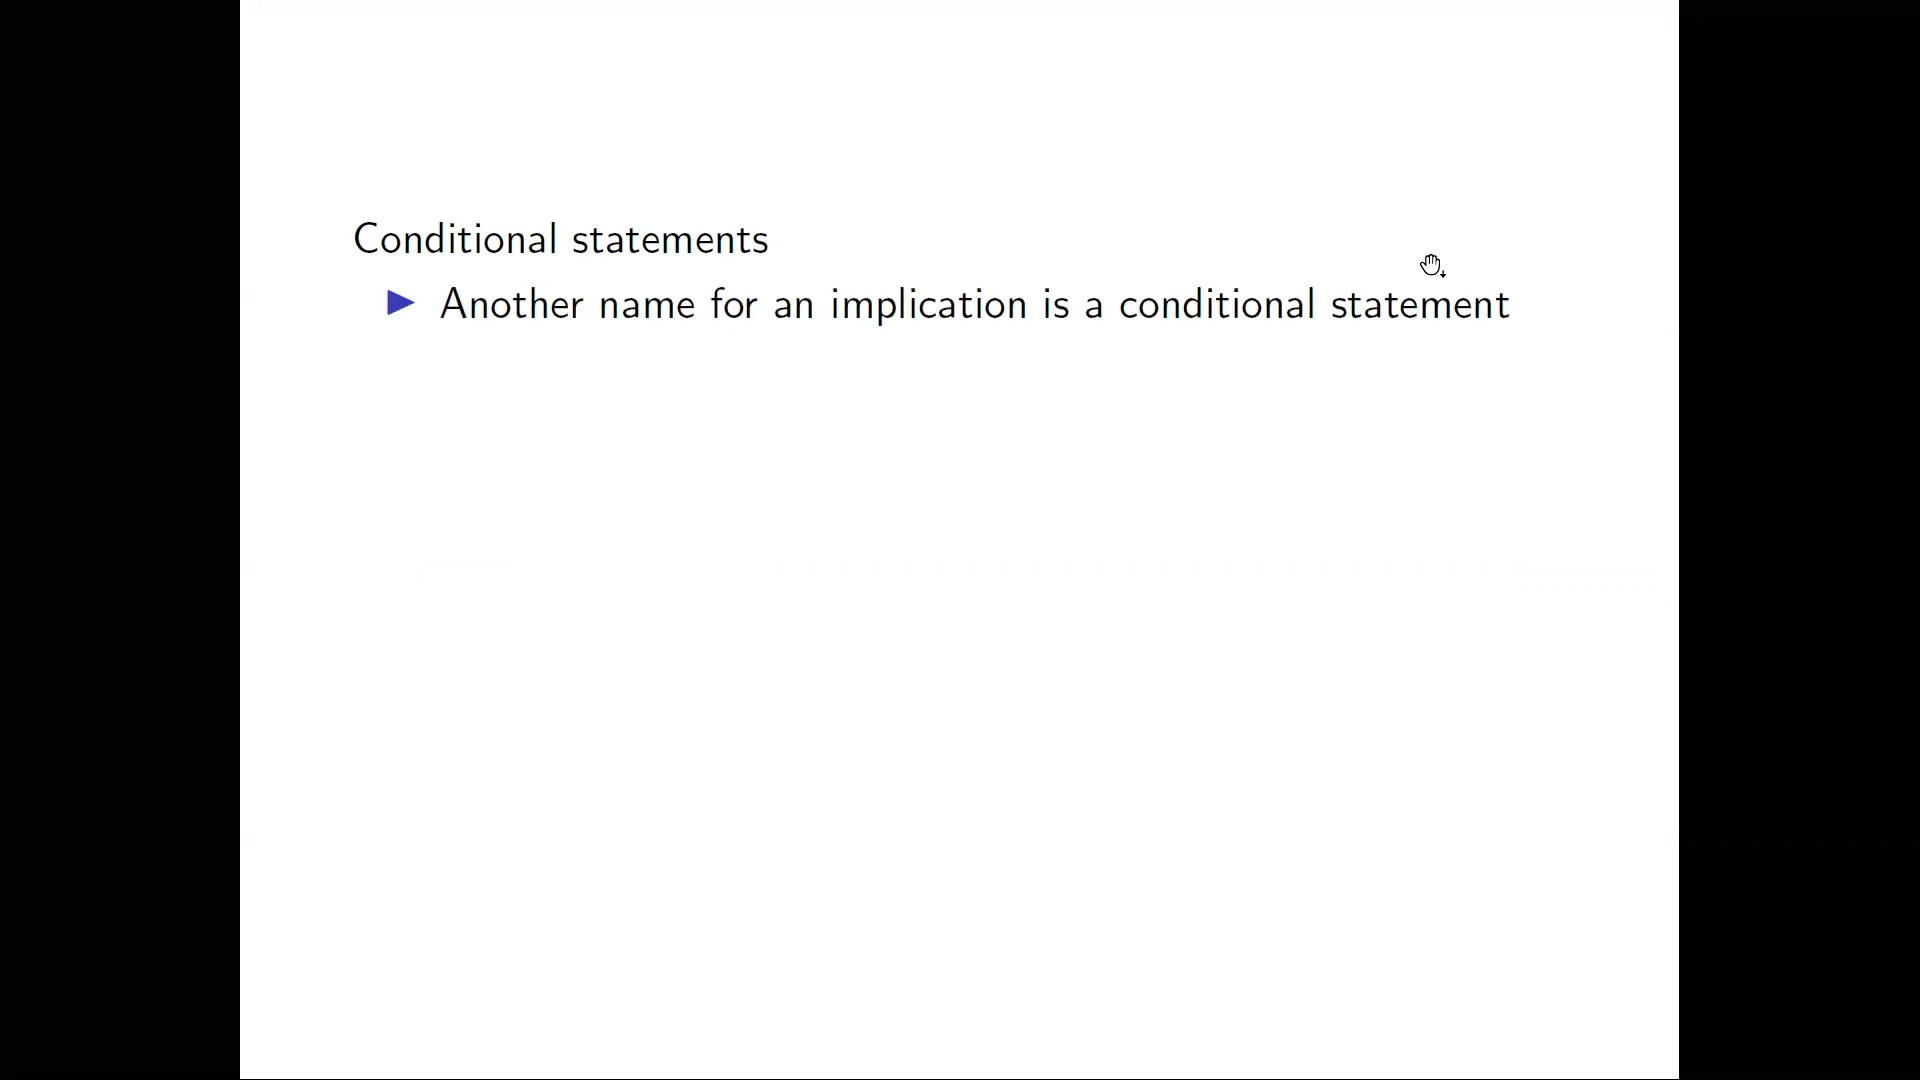 Conditional statements
▶ Another name for an implication is a conditional statement